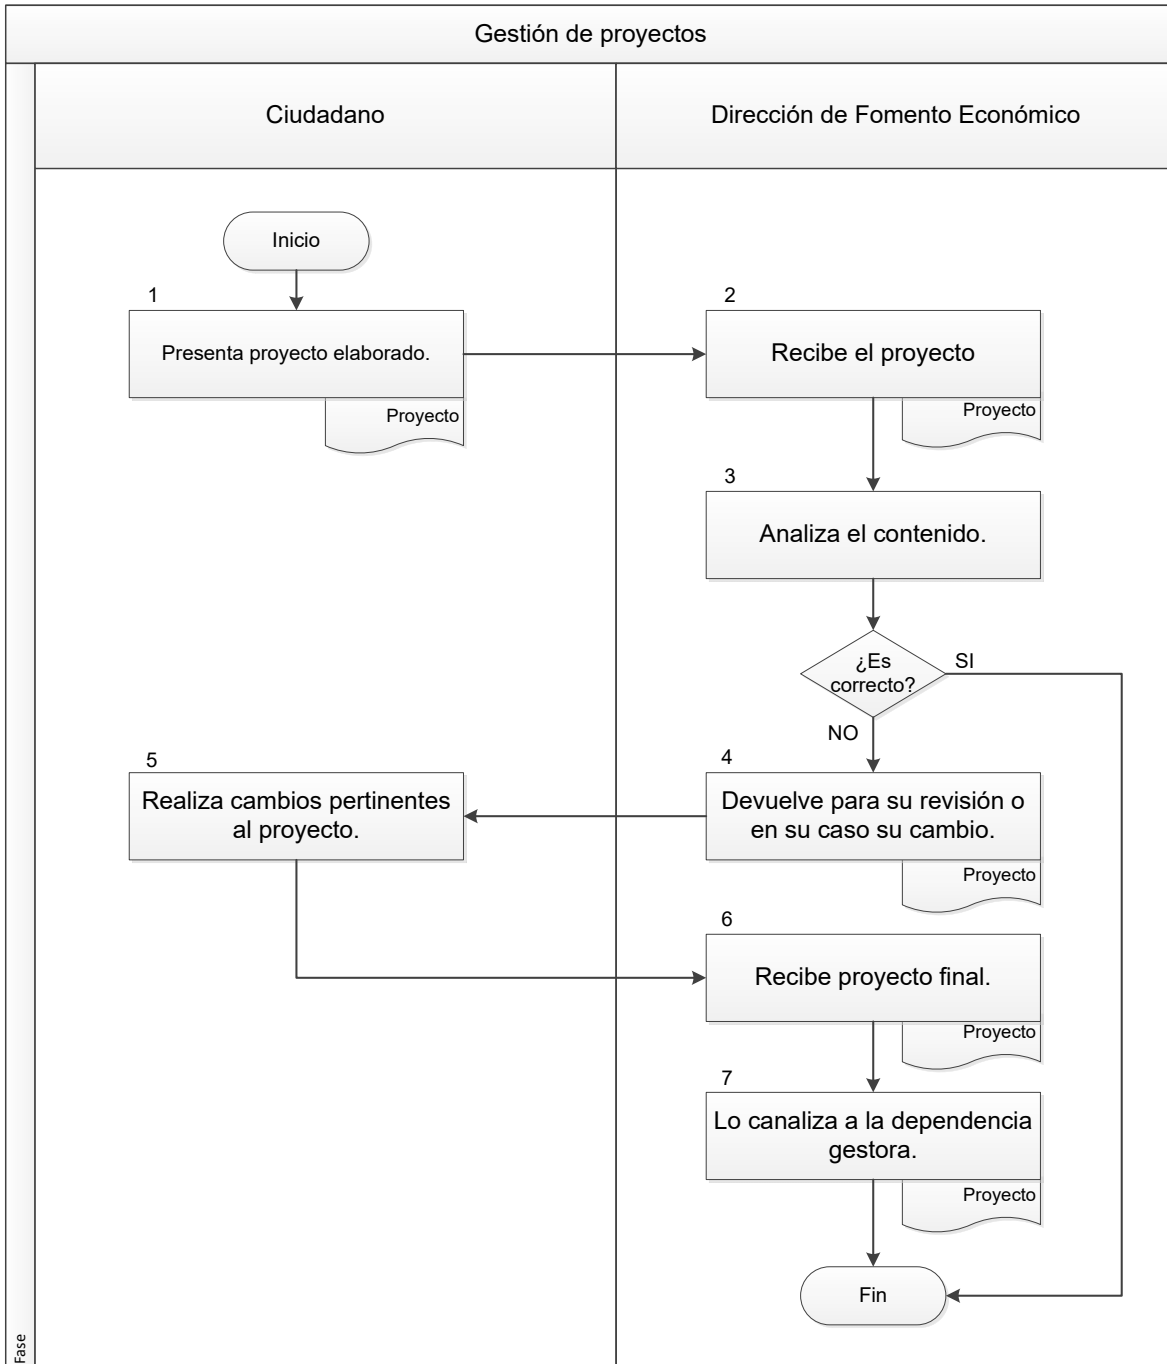 Gestión de proyectos
Ciudadano
Dirección de Fomento Económico
Inicio
1
Presenta proyecto elaborado.
Proyecto
2
Recibe el proyecto
Proyecto
3
Analiza el contenido.
¿Es
correcto?
SI
NO
4
Devuelve para su revisión o
en su caso su cambio.
Proyecto
5
Realiza cambios pertinentes
al proyecto.
6
Recibe proyecto final.
Proyecto
7
Lo canaliza a la dependencia
gestora.
Proyecto
Fin
Fase